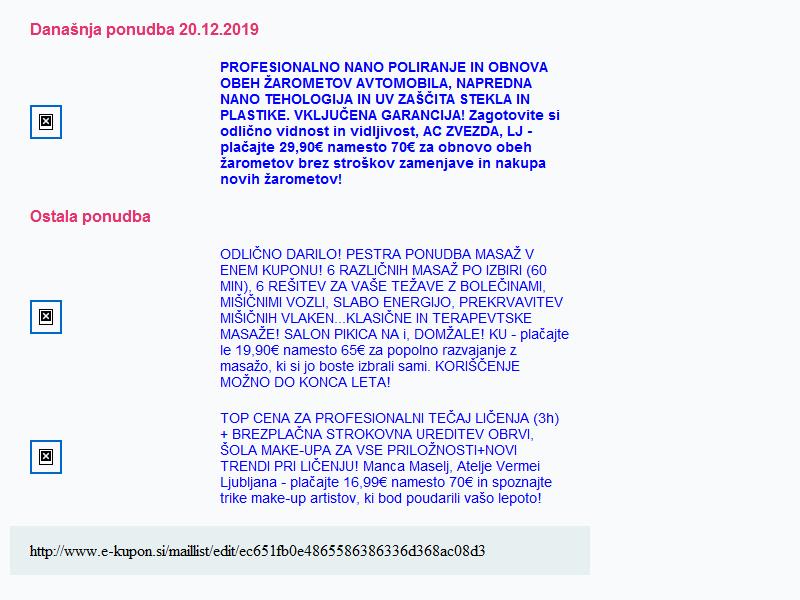 Današnja ponudba 20.12.2019
PROFESIONALNO NANO POLIRANJE IN OBNOVA
OBEH ŽAROMETOV AVTOMOBILA, NAPREDNA
NANO TEHOLOGIJA IN UV ZAŠČITA STEKLA IN
PLASTIKE. VKLJUČENA GARANCIJA! Zagotovite si
odlično vidnost in vidljivost, AC ZVEZDA, LJ -
plačajte 29,90€ namesto 70€ za obnovo obeh
žarometov brez stroškov zamenjave in nakupa
novih žarometov!
Ostala ponudba
ODLIČNO DARILO! PESTRA PONUDBA MASAŽ V
ENEM KUPONU! 6 RAZLIČNIH MASAŽ PO IZBIRI (60
MIN), 6 REŠITEV ZA VAŠE TEŽAVE Z BOLEČINAMI,
MIŠIČNIMI VOZLI, SLABO ENERGIJO, PREKRVAVITEV
MIŠIČNIH VLAKEN...KLASIČNE IN TERAPEVTSKE
MASAŽE! SALON PIKICA NA i, DOMŽALE! KU - plačajte
le 19,90€ namesto 65€ za popolno razvajanje z
masažo, ki si jo boste izbrali sami. KORIŠČENJE
MOŽNO DO KONCA LETA!
TOP CENA ZA PROFESIONALNI TEČAJ LIČENJA (3h)
+ BREZPLAČNA STROKOVNA UREDITEV OBRVI,
ŠOLA MAKE-UPA ZA VSE PRILOŽNOSTI+NOVI
TRENDI PRI LIČENJU! Manca Maselj, Atelje Vermei
Ljubljana - plačajte 16,99€ namesto 70€ in spoznajte
trike make-up artistov, ki bod poudarili vašo lepoto!
http://www.e-kupon.si/maillist/edit/ec651fb0e4865586386336d368ac08d3